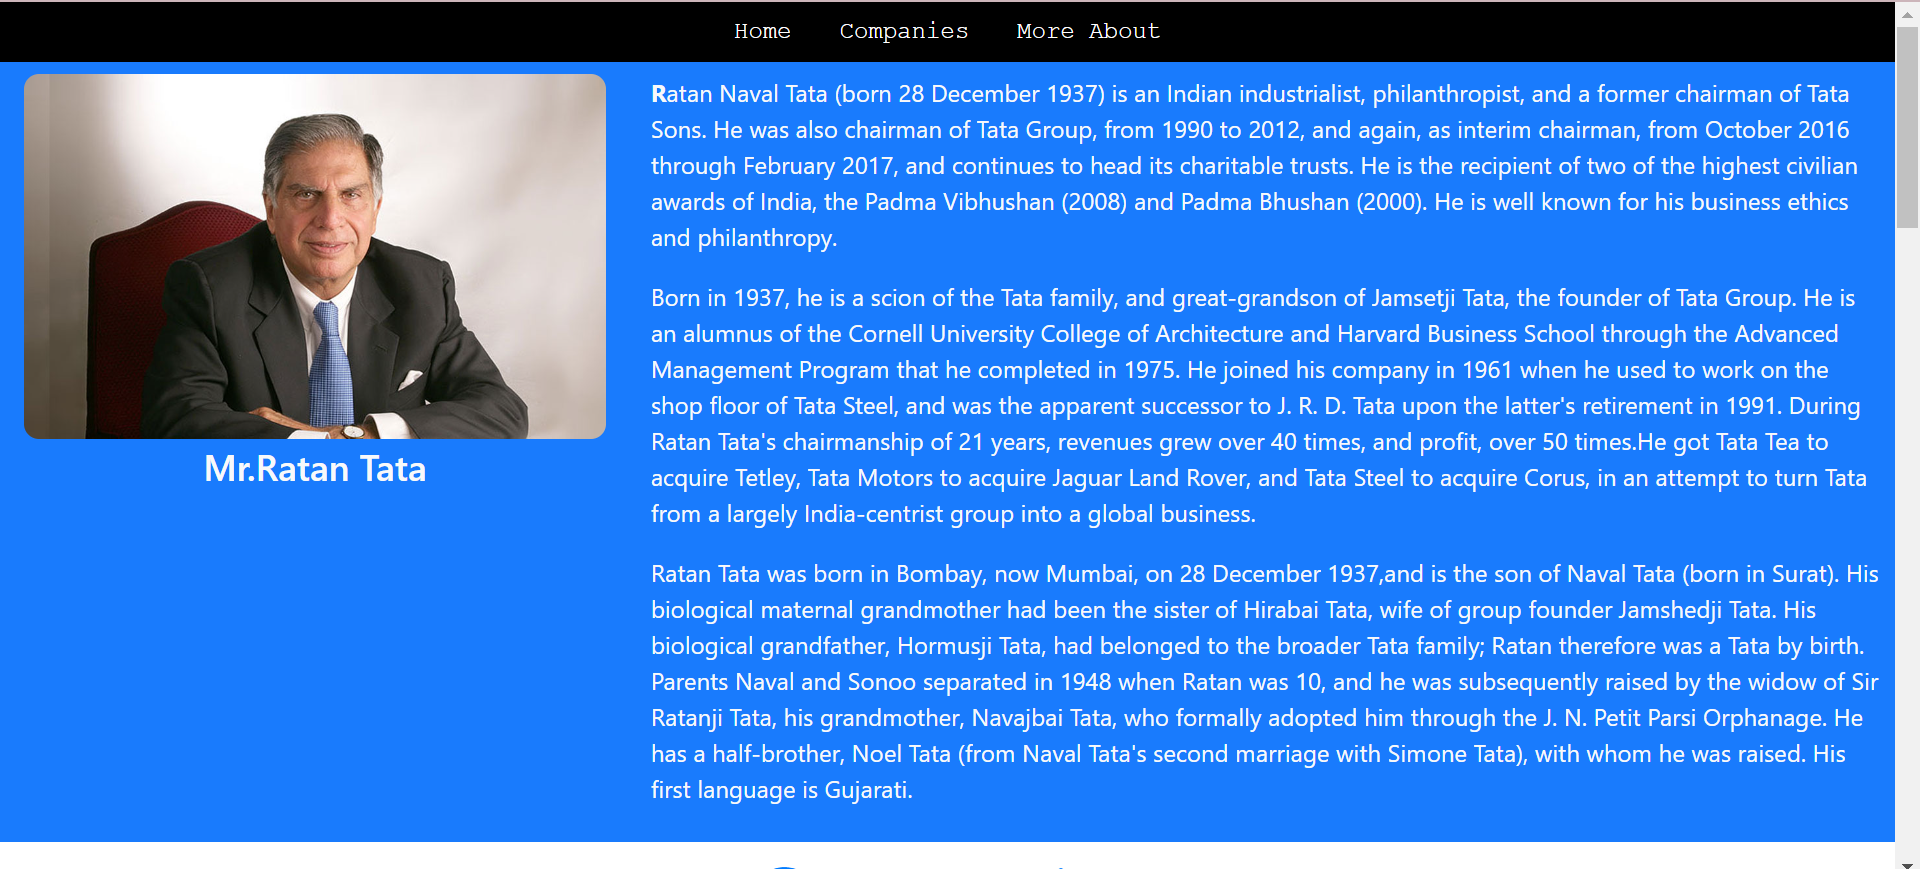 Home Companies More About
Ratan Naval Tata (born 28 December 1937) is an Indian industrialist, philanthropist, and a former chairman of Tata
Sons. He was also chairman of Tata Group, from 1990 to 2012, and again, as interim chairman, from October 2016
through February 2017, and continues to head its charitable trusts. He is the recipient of two of the highest civilian
awards of India, the Padma Vibhushan (2008) and Padma Bhushan (2000). He is well known for his business ethics
and philanthropy.
Born in 1937, he is a scion of the Tata family, and great-grandson of Jamsetji Tata, the founder of Tata Group. He is
an alumnus of the Cornell University College of Architecture and Harvard Business School through the Advanced
Management Program that he completed in 1975. He joined his company in 1961 when he used to work on the
shop floor of Tata Steel, and was the apparent successor to J. R. D. Tata upon the latter's retirement in 1991. During
Ratan Tata's chairmanship of 21 years, revenues grew over 40 times, and profit, over 50 times.He got Tata Tea to
acquire Tetley, Tata Motors to acquire Jaguar Land Rover, and Tata Steel to acquire Corus, in an attempt to turn Tata
from a largely India-centrist group into a global business.
Ratan Tata was born in Bombay, now Mumbai, on 28 December 1937,and is the son of Naval Tata (born in Surat). His
biological maternal grandmother had been the sister of Hirabai Tata, wife of group founder Jamshedji Tata. His
biological grandfather, Hormusji Tata, had belonged to the broader Tata family; Ratan therefore was a Tata by birth.
Parents Naval and Sonoo separated in 1948 when Ratan was 10, and he was subsequently raised by the widow of Sir
Ratanji Tata, his grandmother, Navajbai Tata, who formally adopted him through the J. N. Petit Parsi Orphanage. He
has a half-brother, Noel Tata (from Naval Tata's second marriage with Simone Tata), with whom he was raised. His
first language is Gujarati.
Mr.Ratan Tata